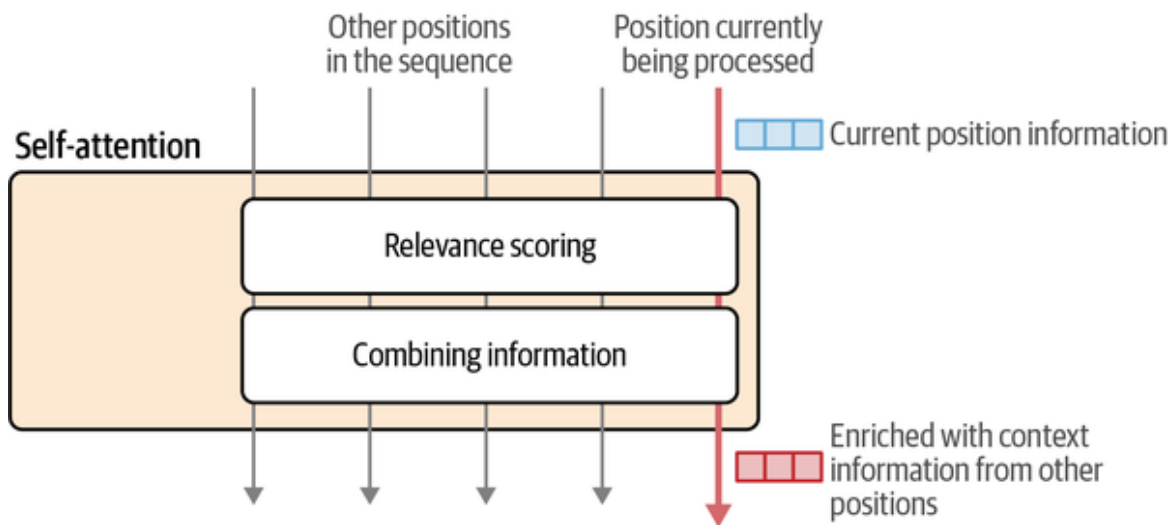 Other positions
in the sequence
Position currently
being processed
Current position information
Self-attention
Relevance scoring
Combining information
Enriched with context
information from other
positions